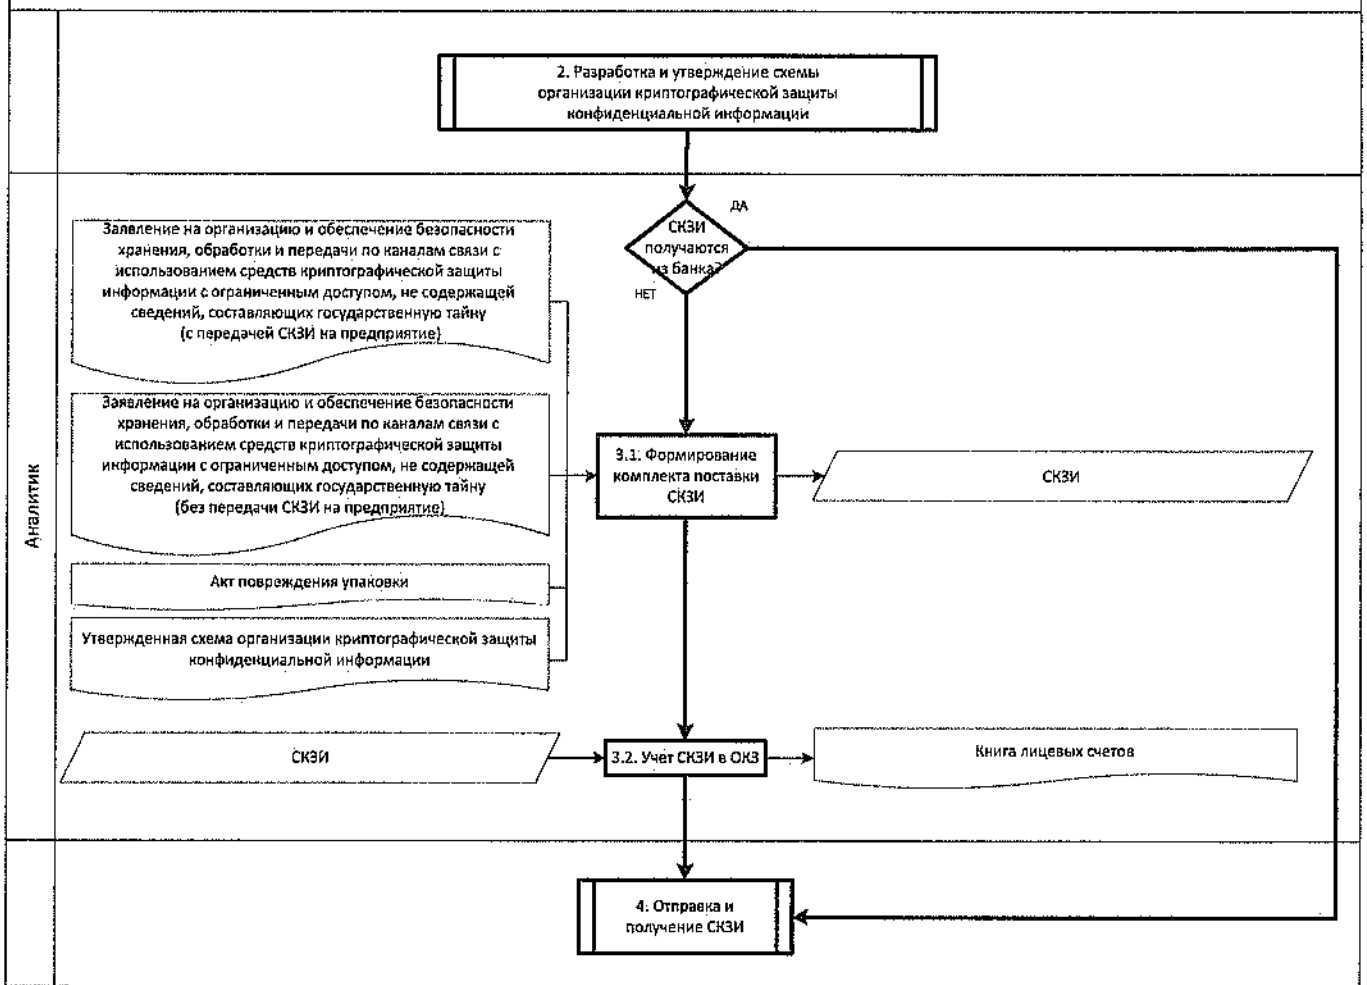 2. Разработка и утверждение схемы
организации криптографической защиты
конфиденциальной информации
ДА
СКЗИ
получаются
из банка?
НЕТ
Заявление на организацию и обеспечение безопасности
хранения, обработки и передачи по каналам связи с
использованием средств криптографической защиты
информации с ограниченным доступом, не содержащей
сведений, составляющих государственную тайну
(с передачей СКЗИ на предприятие)
Заявление на организацию и обеспечение безопасности
хранения, обработки и передачи по каналам связи с
использованием средств криптографической защиты
информации с ограниченным доступом, не содержащей
сведений, составляющих государственную тайну
(без передачи СКЗИ на предприятие)
3.1. Формирование
комплекта поставки
СКЗИ
СКЗИ
Аналитик
Акт повреждения упаковки
Утвержденная схема организации криптографической защиты
конфиденциальной информации
СКЗИ
3.2. Учет СКЗИ в ОКЗ
Книга лицевых счетов
4. Отправка и
получение СКЗИ